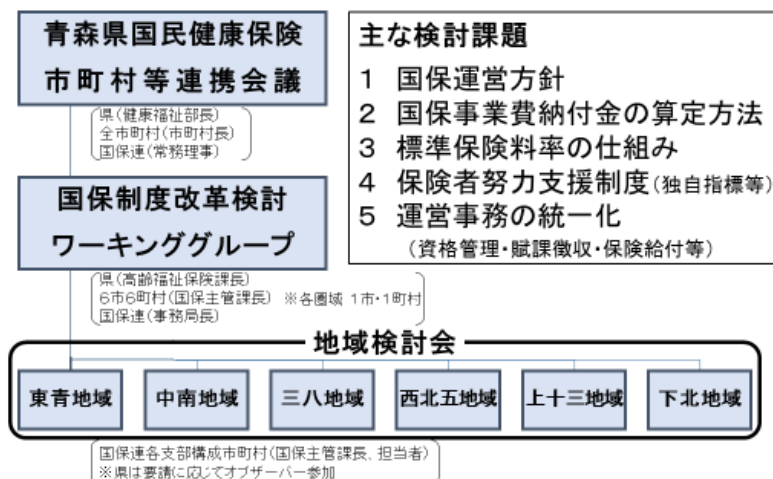 青森県国民健康保険
市町村等連携会議
県(健康福祉部長)
全市町村(市町村長)
国保連(常務理事)
国保制度改革検討
ワーキンググループ
県(高齢福祉保険課長)
6市6町村(国保主管課長) ※各圏域 1市・1町村
国保連(事務局長)
主な検討課題
1 国保運営方針
2 国保事業費納付金の算定方法
3 標準保険料率の仕組み
4 保険者努力支援制度(独自指標等)
5 運営事務の統一化
(資格管理・賦課徴収・保険給付等)
地域検討会
東青地域
中南地域
三八地域
西北五地域
上十三地域
下北地域
国保連各支部構成市町村(国保主管課長、担当者)
※県は要請に応じてオブザーバー参加